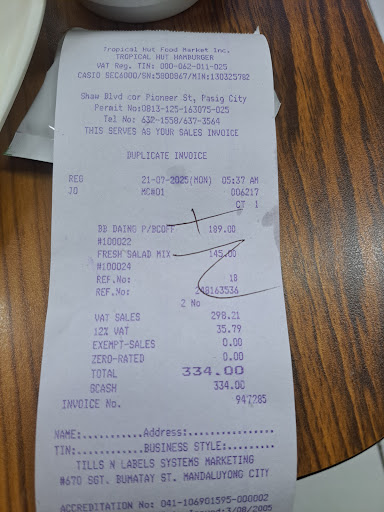 Tropical Hut Food Market Inc.
TROPICAL HUT HAMBURGER
VAT Reg. TIN: 000-062-011-025
CASIO SEC6000/SN:5800867/MIN:130325782
Shaw Blvd cor Pioneer St, Pasig City
Permit No:0813-125-163075-025
Tel No: 632-1558/637-3564
THIS SERVES AS YOUR SALES INVOICE
DUPLICATE INVOICE
REG 21-07-2025(MON) 05:37 AM
JO MC#01 006217
CT 1
BB DAING P/BCOFF 189.00
#100022
FRESH SALAD MIX 145.00
#100024
REF.No: 18
REF.No: 248163536
2 No
VAT SALES 298.21
12% VAT 35.79
EXEMPT-SALES 0.00
ZERO-RATED 0.00
TOTAL 334.00
GCASH 334.00
INVOICE No. 947285
NAME:...........Address:...........
TIN:...........BUSINESS STYLE:.........
TILLS N LABELS SYSTEMS MARKETING
#670 SGT. BUMATAY ST. MANDALUYONG CITY
ACCREDITATION No: 041-106901595-000002